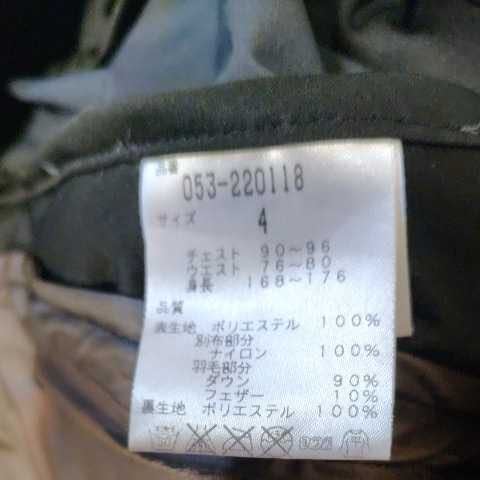 品番
053-220118
サイズ 4
チェスト 90～96
ウエスト 76～80
身長 168～176
品質
表生地 ポリエステル 100%
別布部分
ナイロン 100%
羽毛部分
ダウン 90%
フェザー 10%
裏生地 ポリエステル 100%